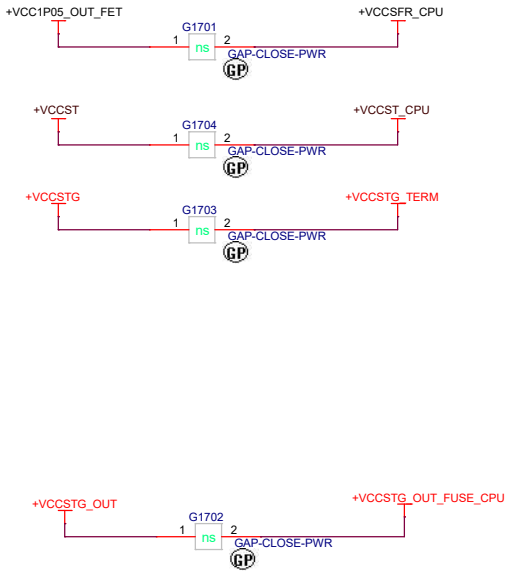 +VCC1P05_OUT_FET +VCCSFR_CPU
G1701
1 ns 2
GAP-CLOSE-PWR
GP
+VCCST +VCCST_CPU
G1704
1 ns 2
GAP-CLOSE-PWR
GP
+VCCSTG +VCCSTG_TERM
G1703
1 ns 2
GAP-CLOSE-PWR
GP
+VCCSTG_OUT +VCCSTG_OUT_FUSE_CPU
G1702
1 ns 2
GAP-CLOSE-PWR
GP